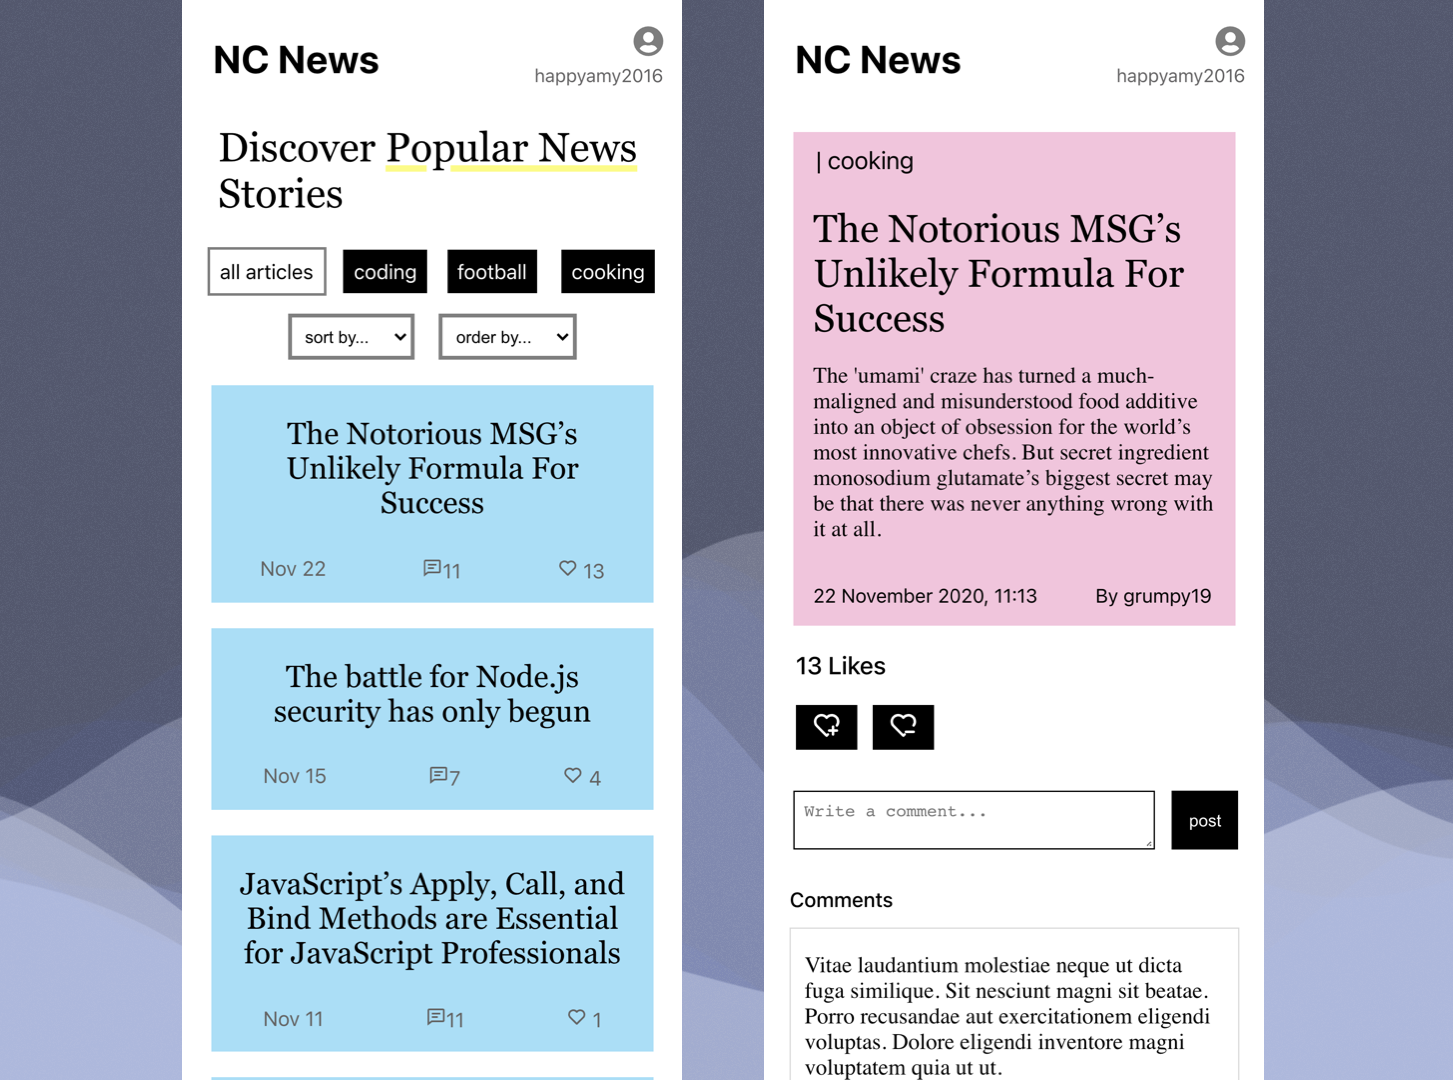 NC News
happyamy2016
Discover Popular News
Stories
all articles
coding
football
cooking
sort by...
order by...
The Notorious MSG’s
Unlikely Formula For
Success
Nov 22
11
13
The battle for Node.js
security has only begun
Nov 15
7
4
JavaScript’s Apply, Call, and
Bind Methods are Essential
for JavaScript Professionals
Nov 11
11
1
NC News
happyamy2016
| cooking
The Notorious MSG’s
Unlikely Formula For
Success
The 'umami' craze has turned a much-
maligned and misunderstood food additive
into an object of obsession for the world’s
most innovative chefs. But secret ingredient
monosodium glutamate’s biggest secret may
be that there was never anything wrong with
it at all.
22 November 2020, 11:13
By grumpy19
13 Likes
Write a comment...
post
Comments
Vitae laudantium molestiae neque ut dicta
fuga similique. Sit nesciunt magni sit beatae.
Porro recusandae aut exercitationem eligendi
voluptas. Dolore eligendi inventore magni
voluptatem quia ut ut.